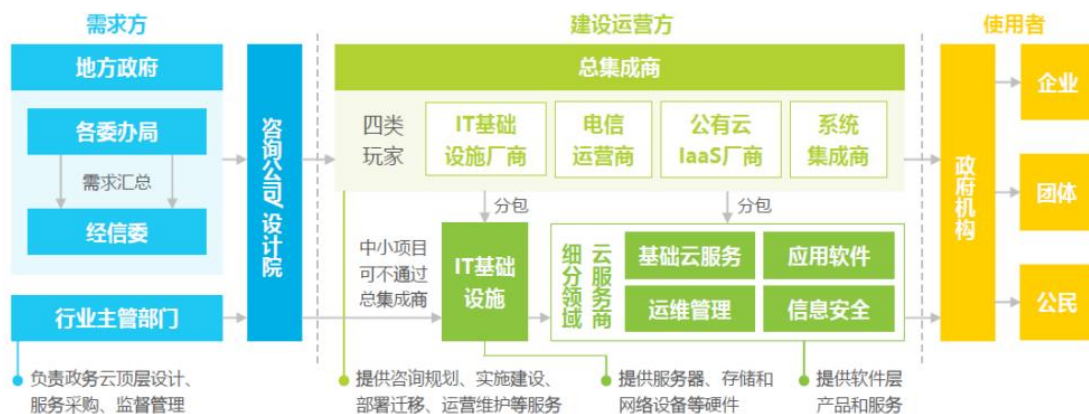 需求方
建设运营方
使用者
地方政府
各委办局
需求汇总
经信委
行业主管部门
负责政务云顶层设计、
服务采购、监督管理
咨询公司/设计院
总集成商
四类
玩家
IT基础
设施厂商
电信
运营商
公有云
IaaS厂商
系统
集成商
分包
分包
中小项目
可不通过
总集成商
IT基础
设施
云服务商
细分领域
基础云服务
应用软件
运维管理
信息安全
提供咨询规划、实施建设、
部署迁移、运营维护等服务
提供服务器、存储和
网络设备等硬件
提供软件层
产品和服务
政府机构
企业
团体
公民